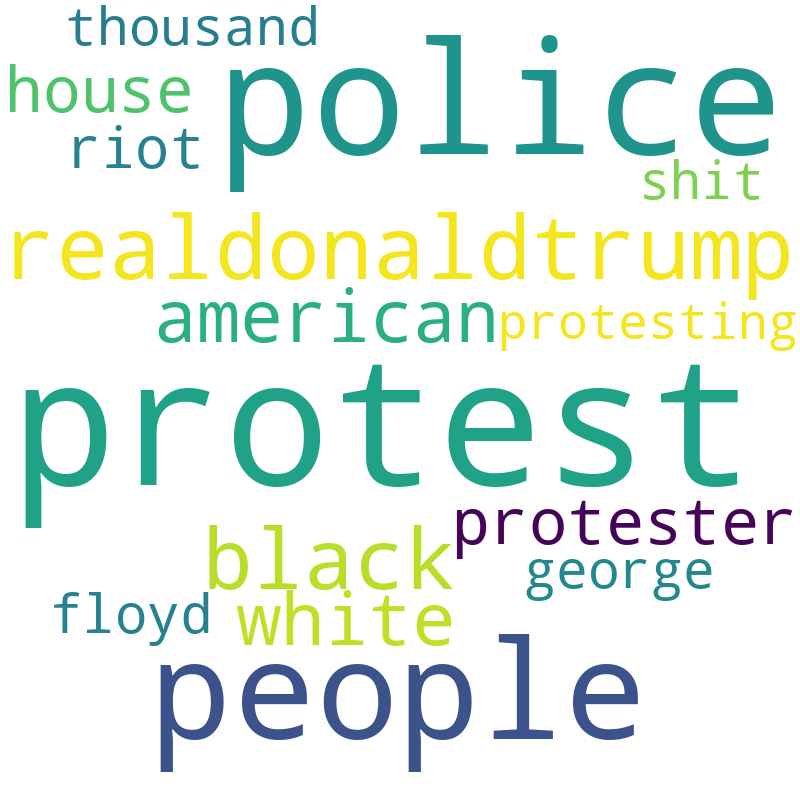 thousand
police
house
riot
shit
realdonaldtrump
american
protesting
protest
protester
black
george
floyd
white
people